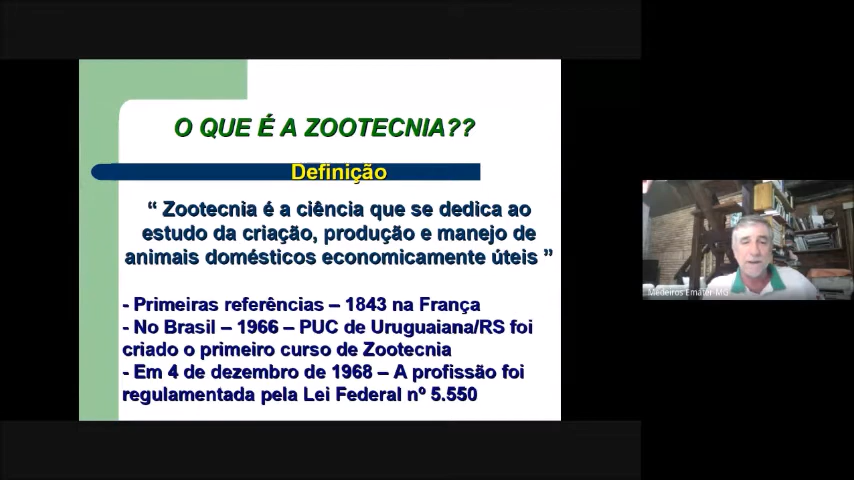 O QUE É A ZOOTECNIA??
Definição
“ Zootecnia é a ciência que se dedica ao
estudo da criação, produção e manejo de
animais domésticos economicamente úteis ”
- Primeiras referências – 1843 na França
- No Brasil – 1966 – PUC de Uruguaiana/RS foi
criado o primeiro curso de Zootecnia
- Em 4 de dezembro de 1968 – A profissão foi
regulamentada pela Lei Federal nº 5.550
Medeiros Emater MG